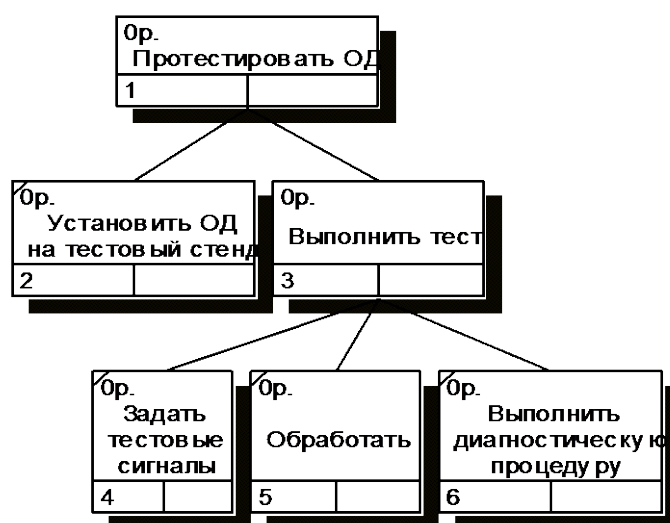 0р.
Протестировать ОД
1
0р.
Установить ОД
на тестовый стенд
2
0р.
Выполнить тест
3
0р.
Задать
тестовые
сигналы
4
0р.
Обработать
5
0р.
Выполнить
диагностическую
процедуру
6